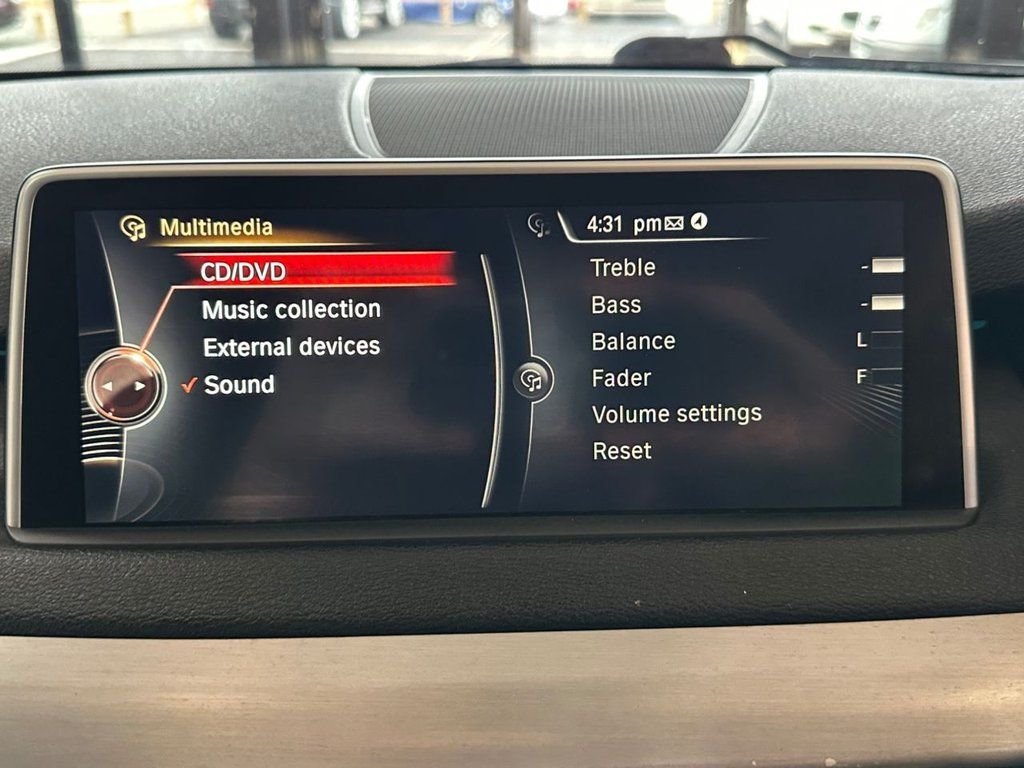 Multimedia
CD/DVD
Music collection
External devices
Sound
4:31 pm
Treble -
Bass -
Balance L
Fader F
Volume settings
Reset